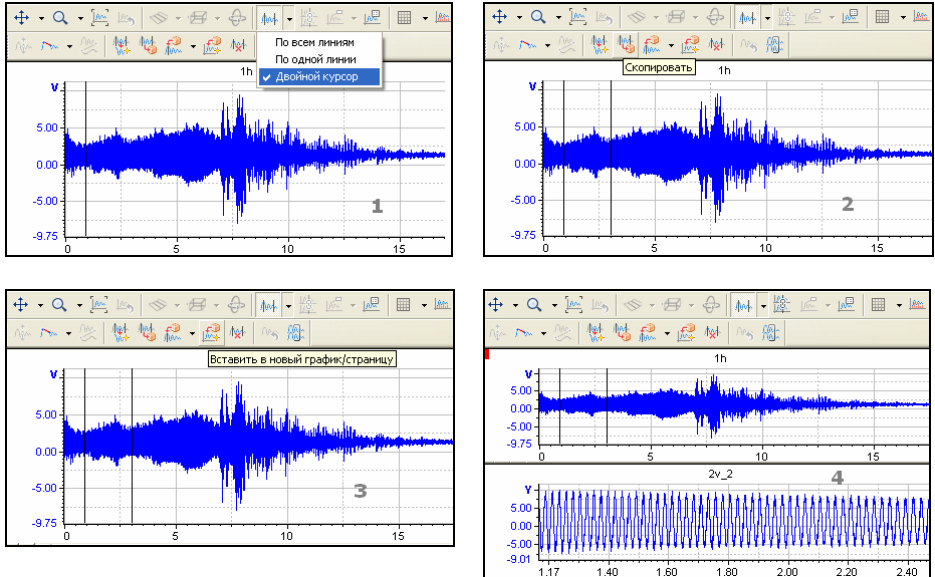 По всем линиям
По одной линии
Двойной курсор
1h
V
5.00
0.00
-5.00
-9.75
0 5 10 15
1
Скопировать
1h
V
5.00
0.00
-5.00
-9.75
0 5 10 15
2
Вставить в новый график/страницу
V
5.00
0.00
-5.00
-9.75
0 5 10 15
3
1h
V
5.00
0.00
-5.00
-9.75
0 5 10 15
2v_2
4
V
5.00
0.00
-5.00
-9.01
1.17 1.40 1.60 1.80 2.00 2.20 2.40